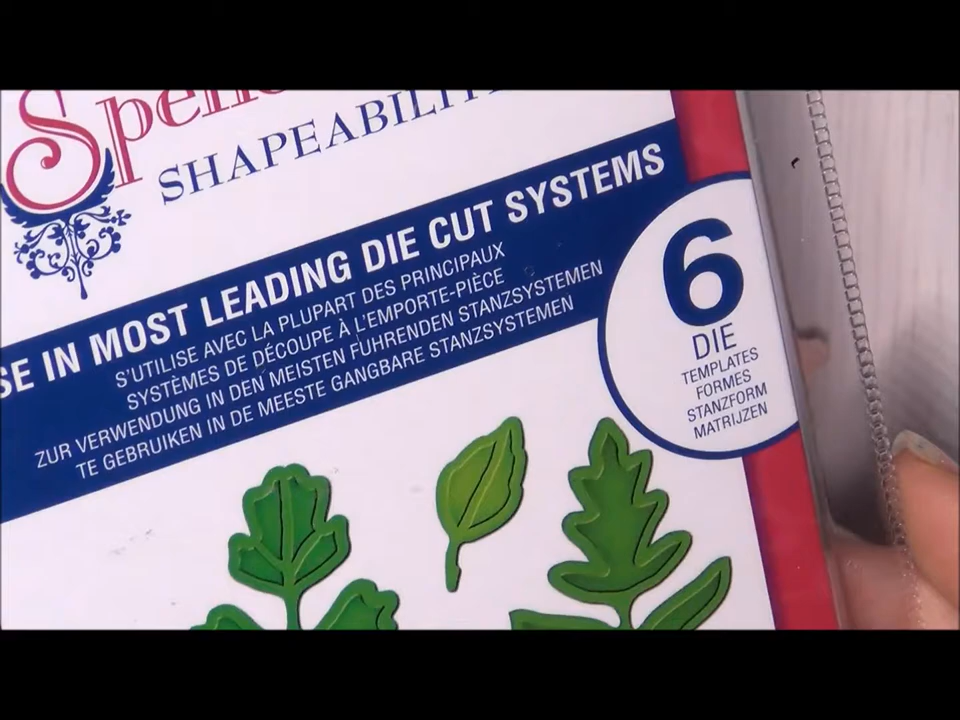 SHAPEABILIT
SE IN MOST LEADING DIE CUT SYSTEMS
S'UTILISE AVEC LA PLUPART DES PRINCIPAUX
SYSTÈMES DE DÉCOUPE À L'EMPORTE-PIÈCE
ZUR VERWENDUNG IN DEN MEISTEN FÜHRENDEN STANZSYSTEMEN
TE GEBRUIKEN IN DE MEESTE GANGBARE STANZSYSTEMEN
6
DIE
TEMPLATES
FORMES
STANZFORM
MATRIJZEN